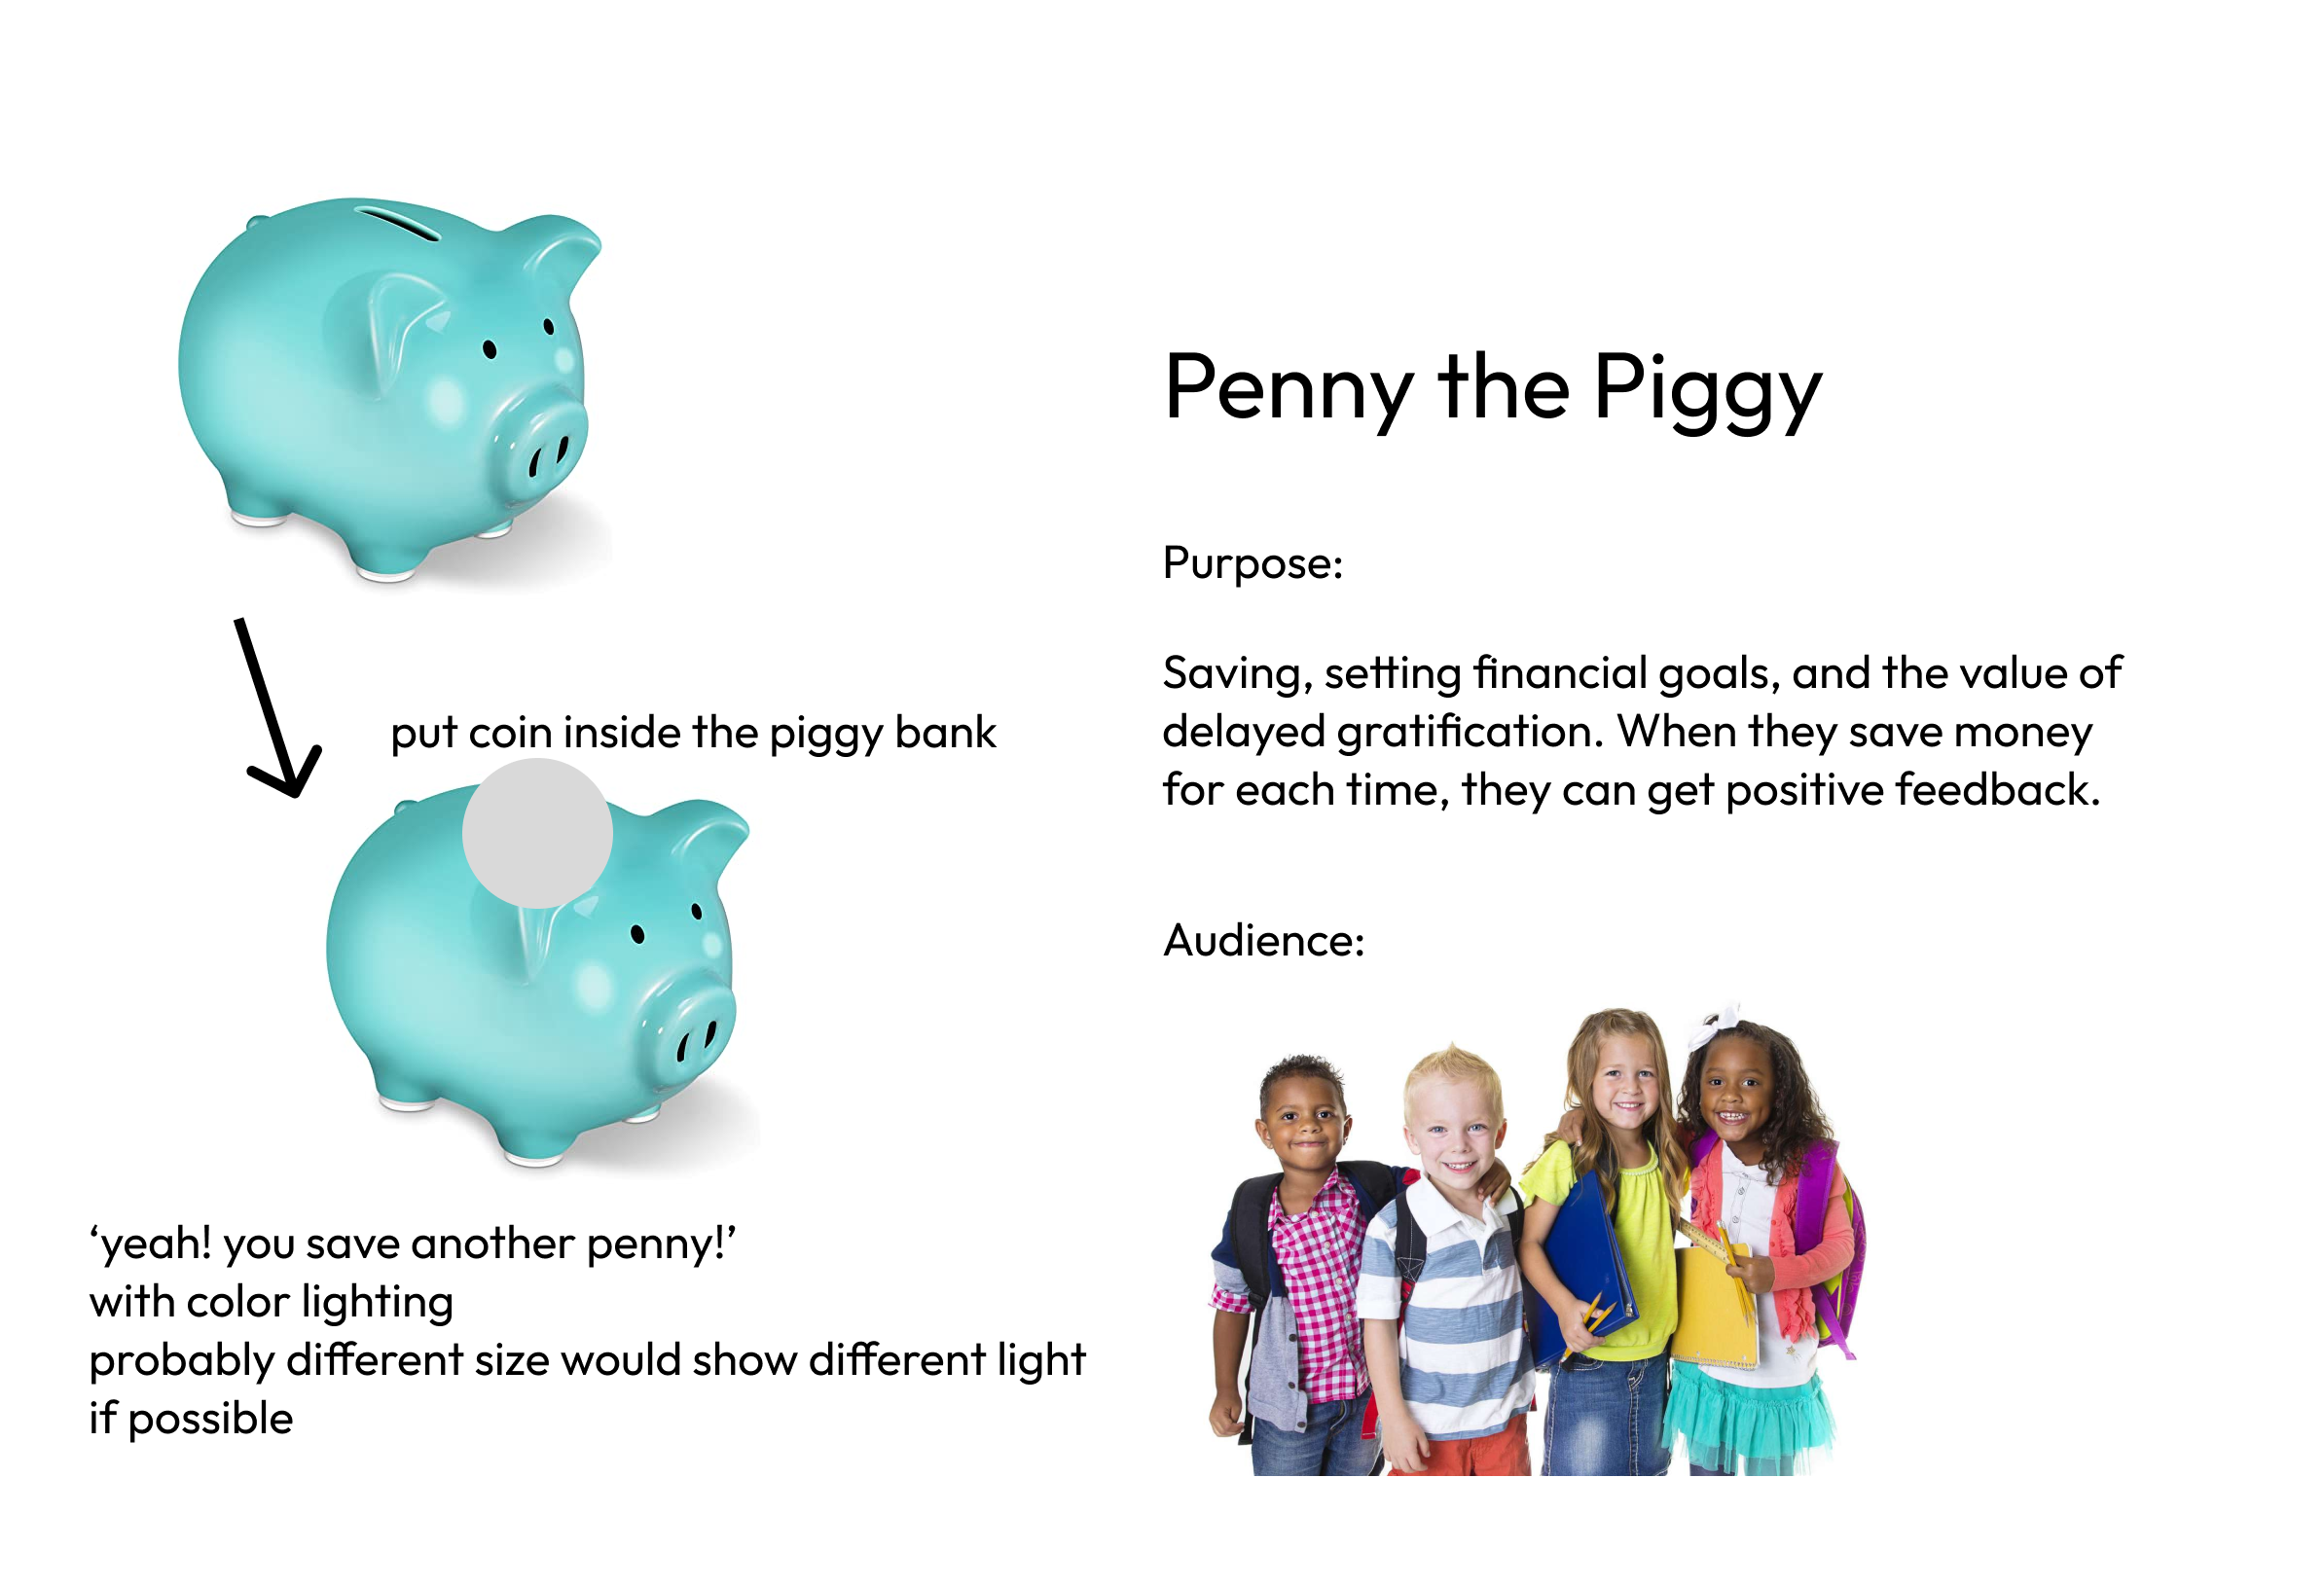 Penny the Piggy
Purpose:
Saving, setting financial goals, and the value of
delayed gratification. When they save money
for each time, they can get positive feedback.
Audience:
put coin inside the piggy bank
‘yeah! you save another penny!’
with color lighting
probably different size would show different light
if possible